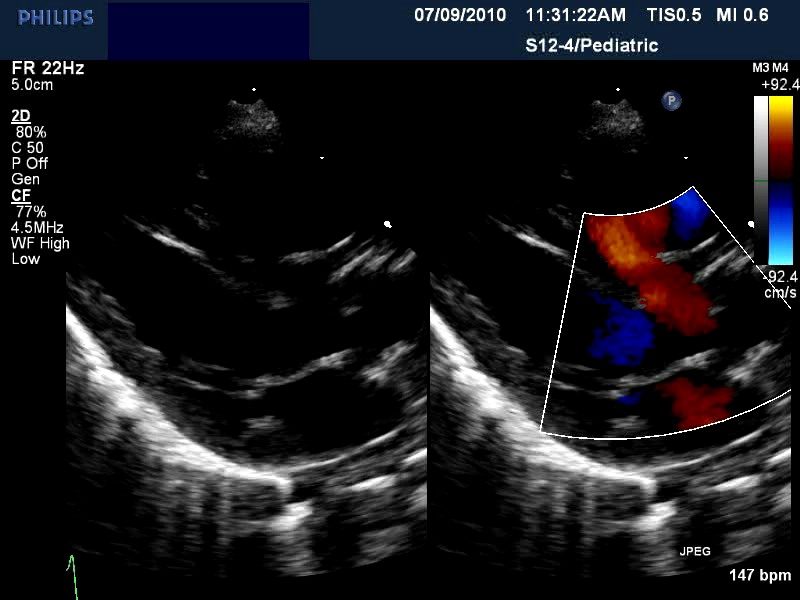 PHILIPS
07/09/2010 11:31:22AM TIS0.5 MI 0.6
S12-4/Pediatric
FR 22Hz
5.0cm
2D
80%
C 50
P Off
Gen
CF
77%
4.5MHz
WF High
Low
P
M3 M4
+92.4
-92.4
cm/s
JPEG
147 bpm